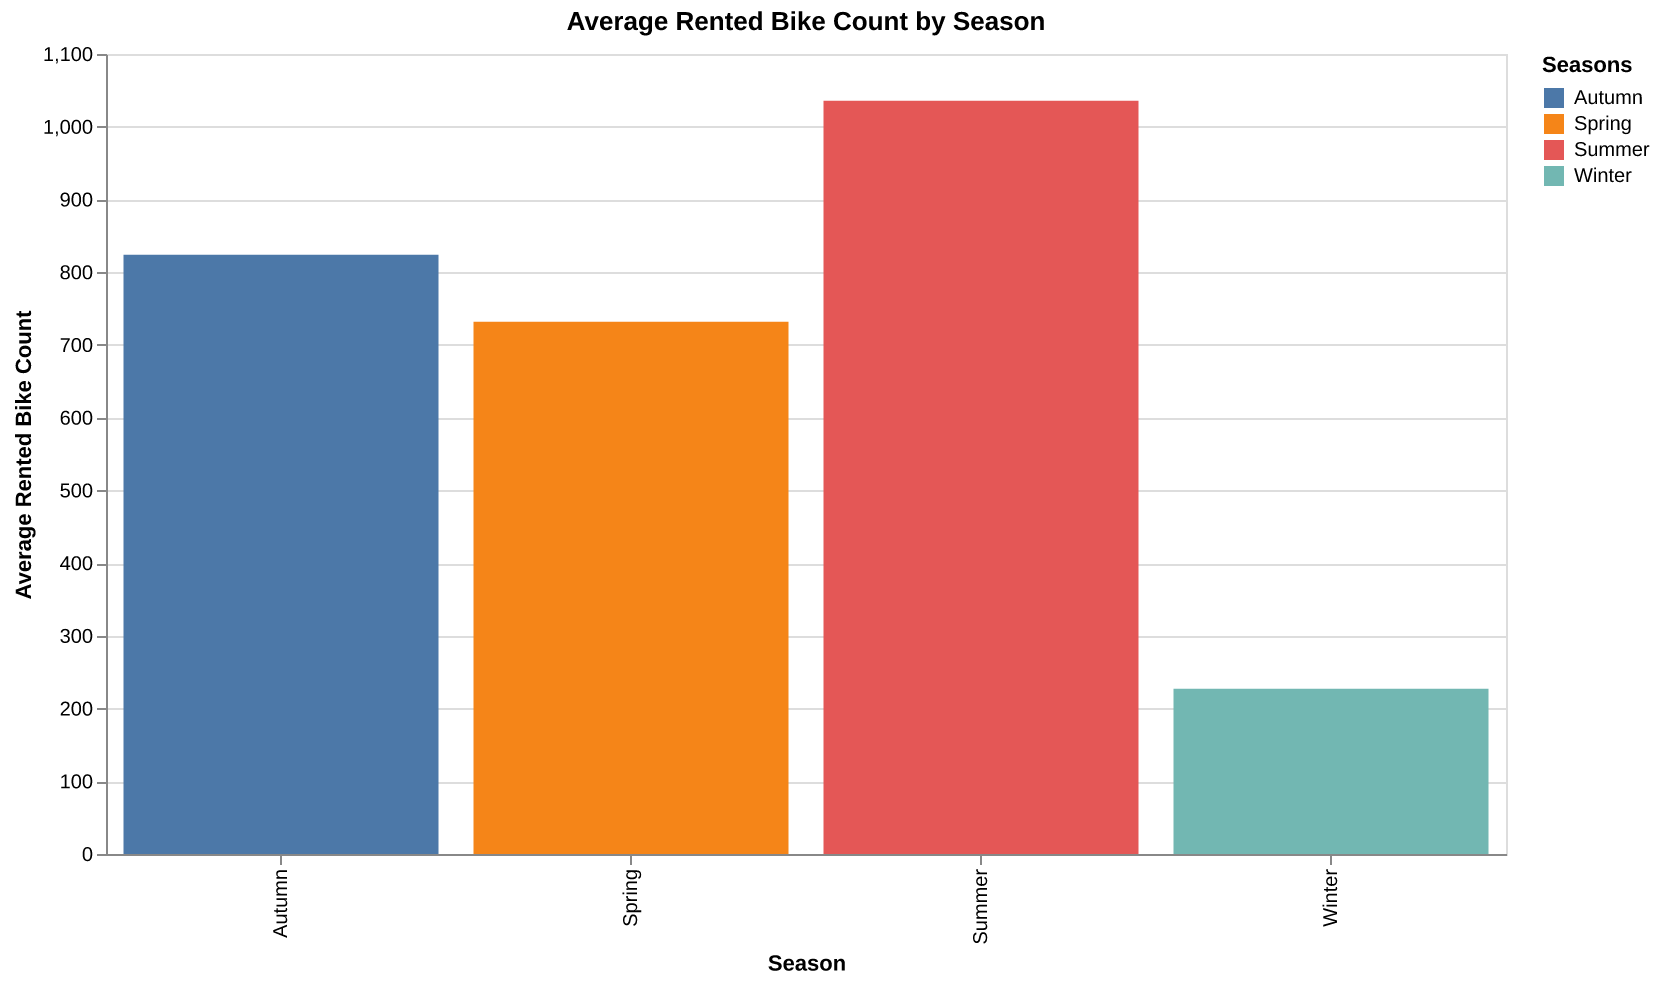 Average Rented Bike Count by Season
Average Rented Bike Count
1,100
1,000
900
800
700
600
500
400
300
200
100
0
Autumn
Spring
Summer
Winter
Season
Seasons
Autumn
Spring
Summer
Winter